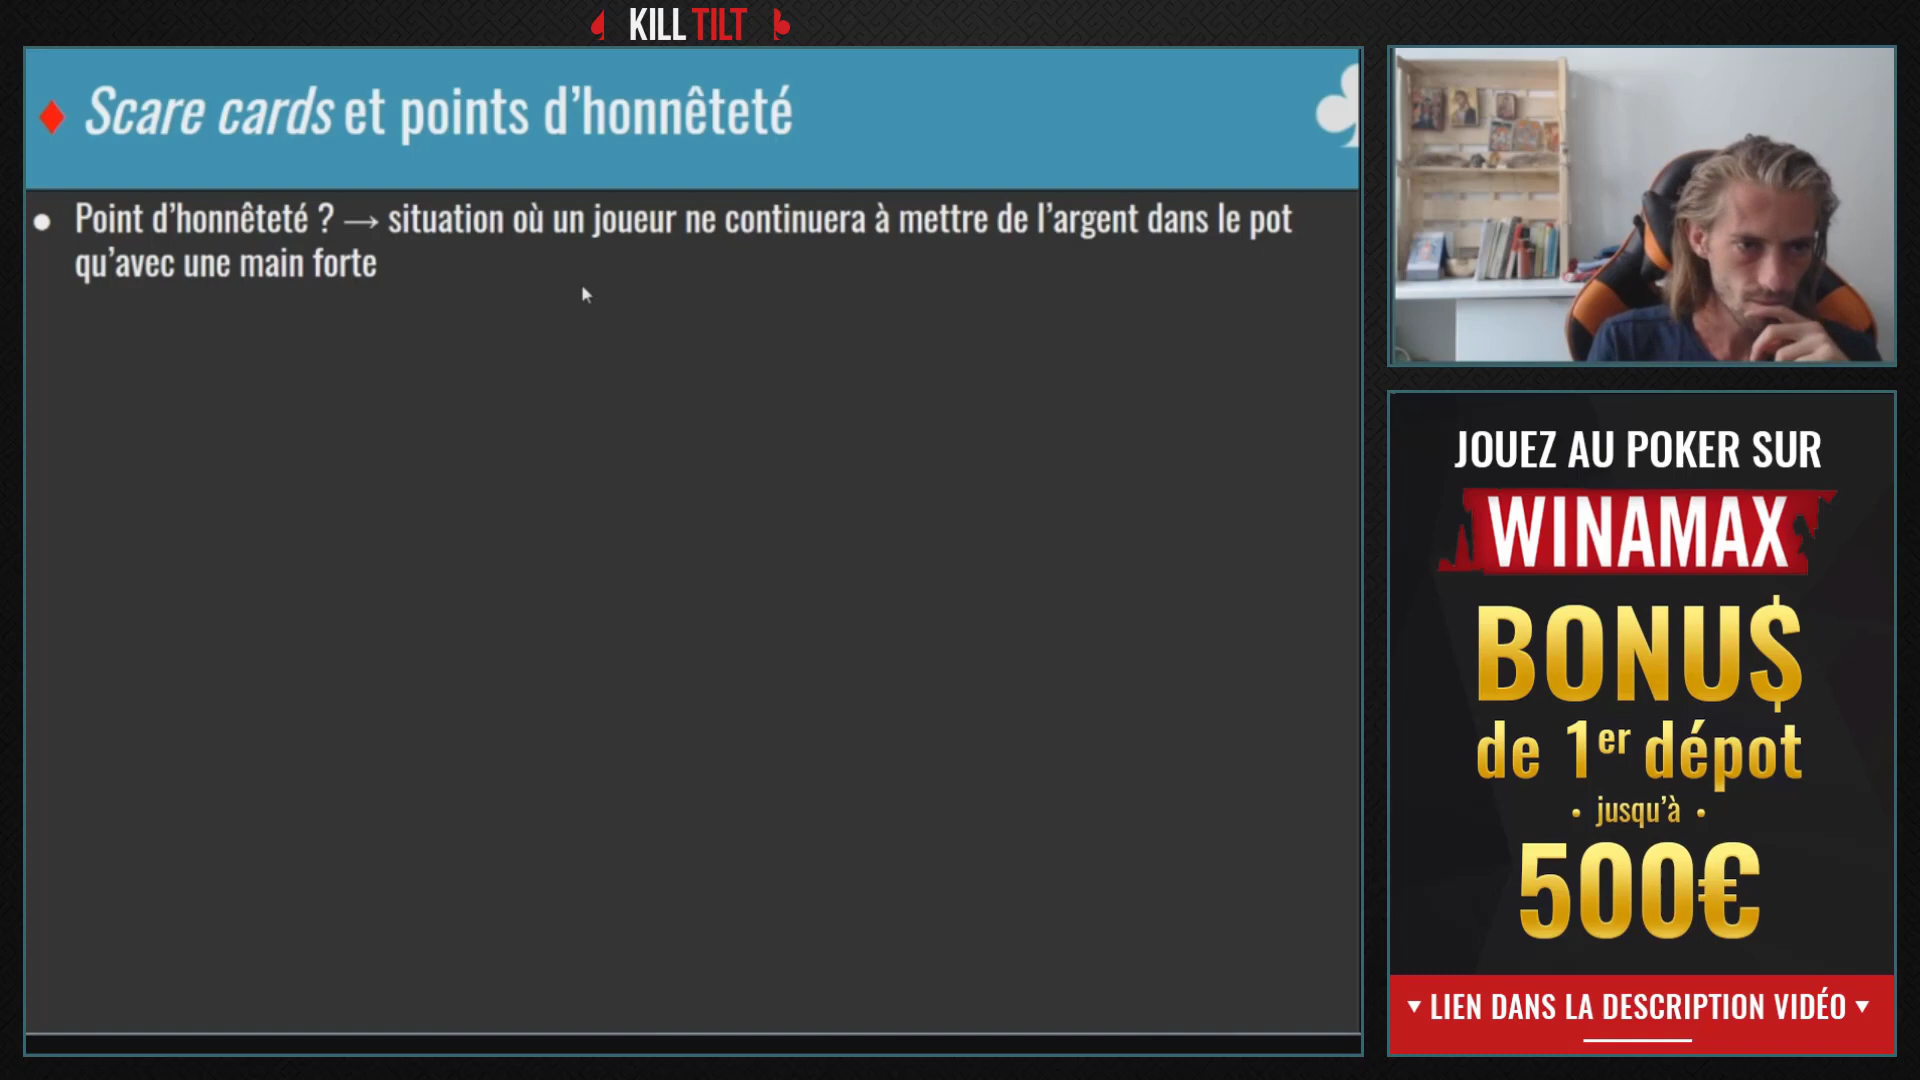 KILL TILT
Scare cards et points d'honnêteté
● Point d'honnêteté ? → situation où un joueur ne continuera à mettre de l'argent dans le pot
qu'avec une main forte
JOUEZ AU POKER SUR
WINAMAX
BONU$
de 1er dépot
• jusqu'à •
500€
▼ LIEN DANS LA DESCRIPTION VIDÉO ▼